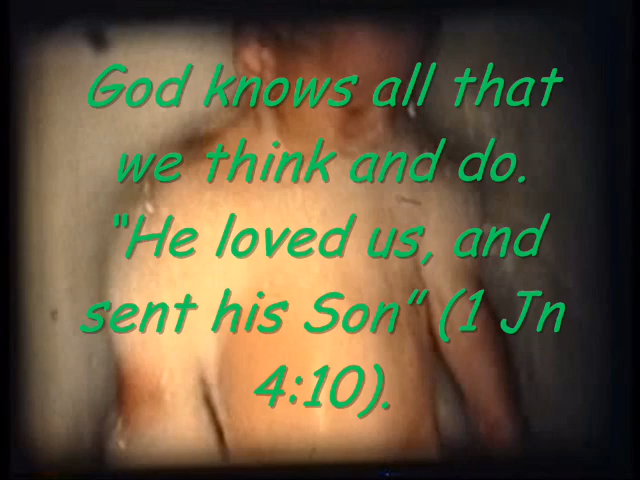 God knows all that
we think and do.
“He loved us, and
sent his Son” (1 Jn
4:10).